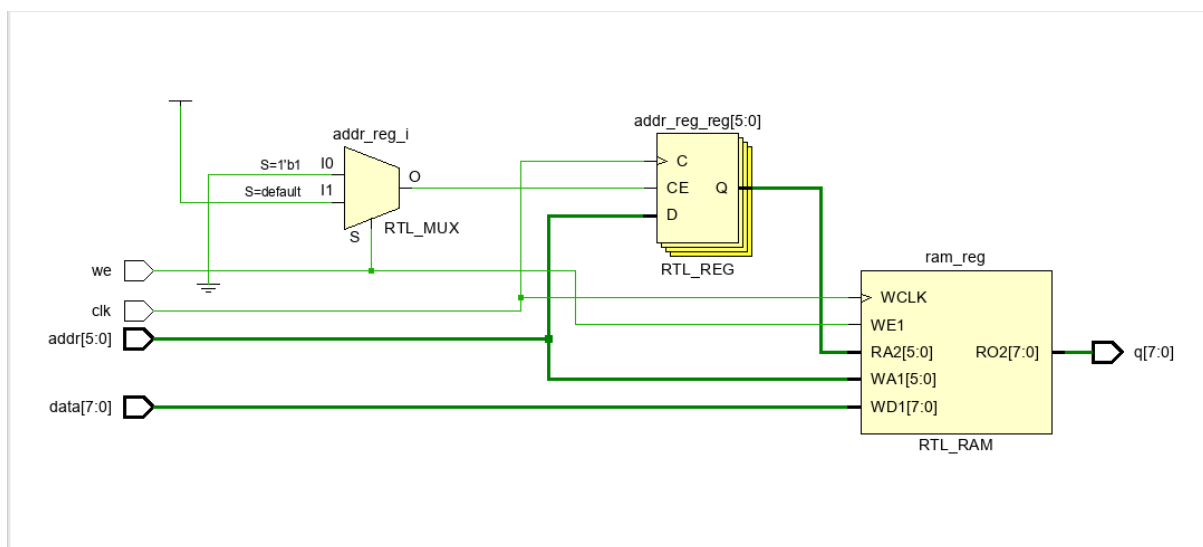 addr_reg_i
S=1'b1
I0
S=default
I1
O
S
RTL_MUX
addr_reg_reg[5:0]
C
CE
Q
D
RTL_REG
we
clk
addr[5:0]
data[7:0]
ram_reg
WCLK
WE1
RA2[5:0]
RO2[7:0]
WA1[5:0]
WD1[7:0]
RTL_RAM
q[7:0]